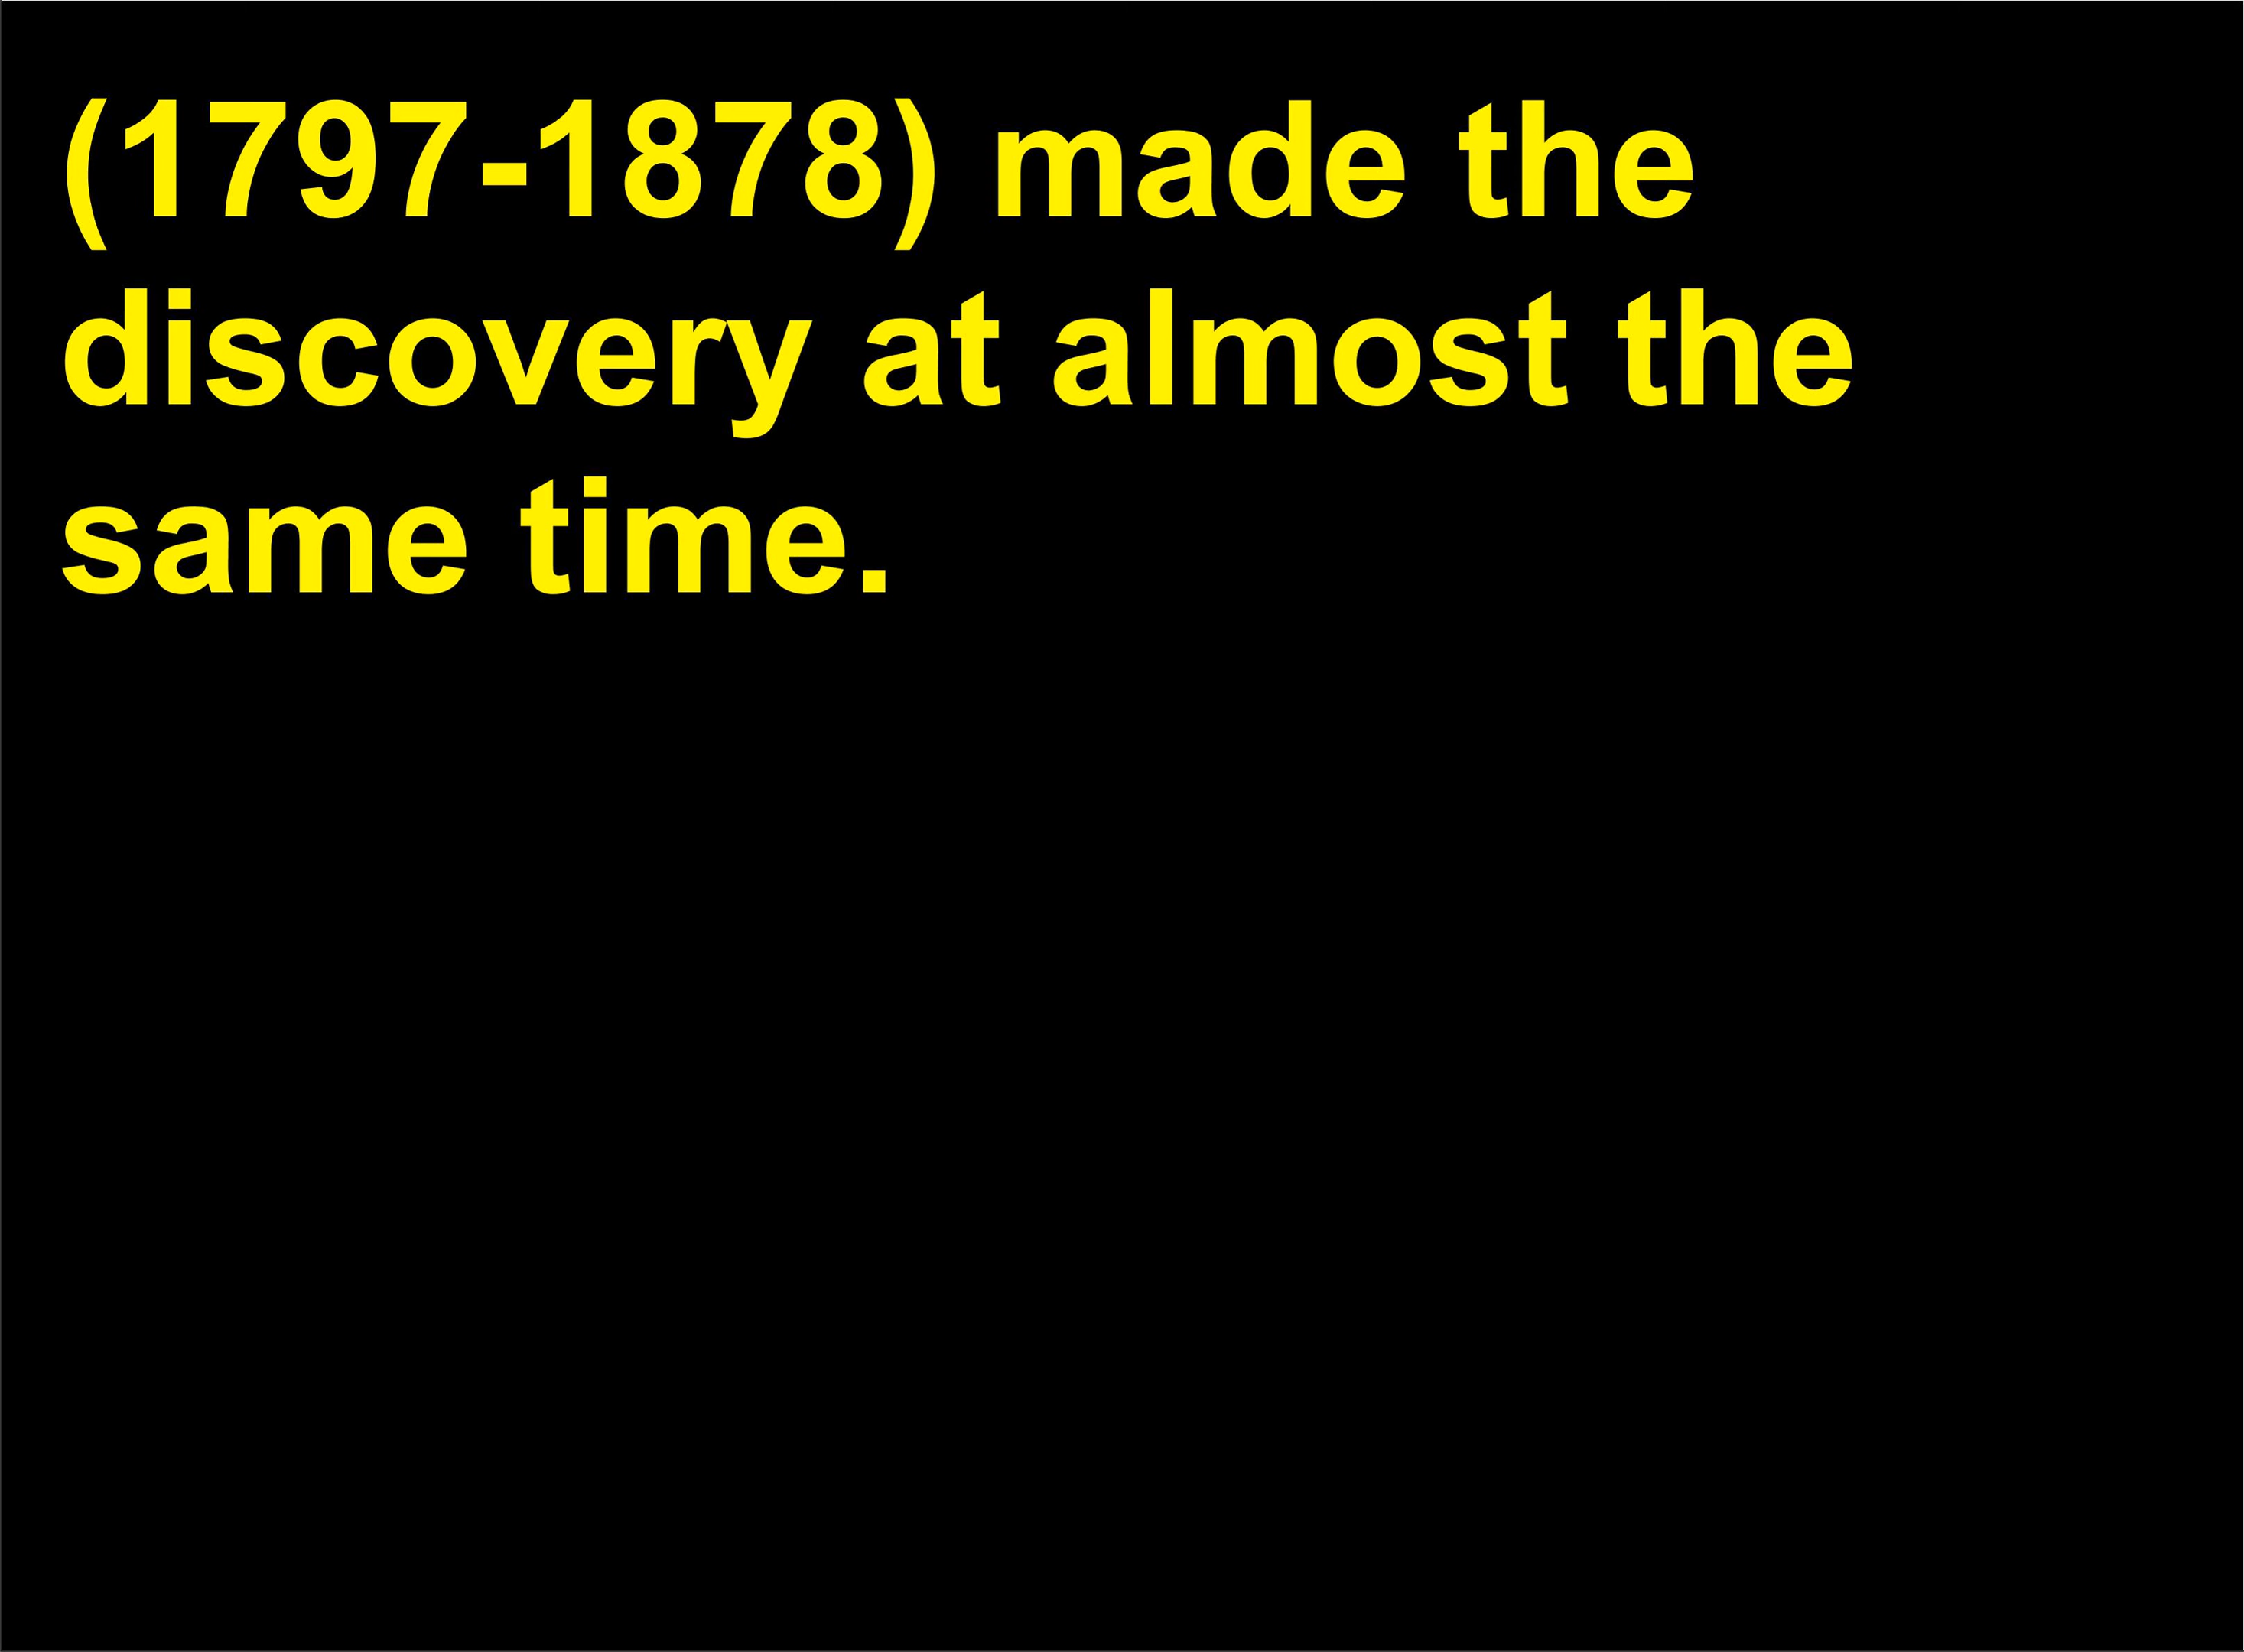 (1797-1878) made the
discovery at almost the
same time.